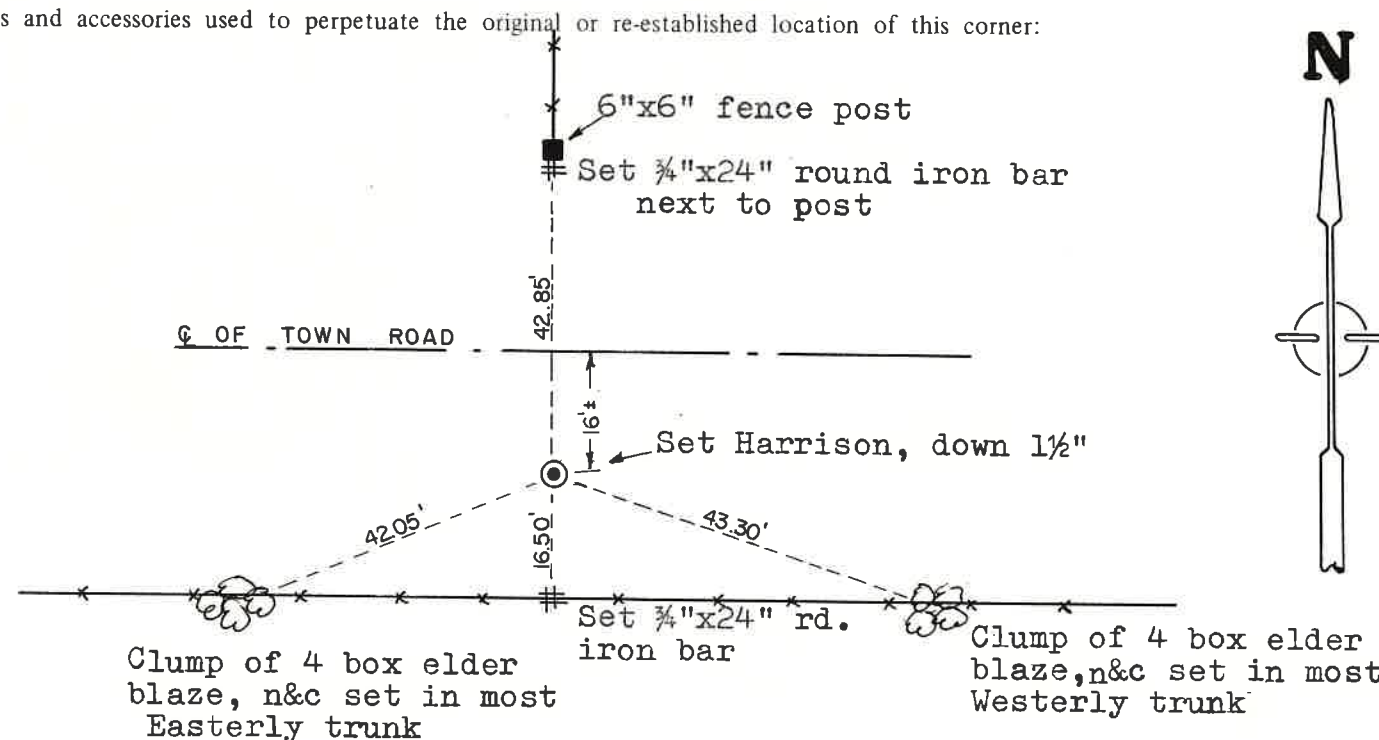 s and accessories used to perpetuate the original or re-established location of this corner:
N
6"x6" fence post
Set ¾"x24" round iron bar
next to post
42.85'
℄ OF TOWN ROAD
16'±
Set Harrison, down 1½"
42.05'
16.50'
43.30'
Set ¾"x24" rd.
iron bar
Clump of 4 box elder
blaze, n&c set in most
Easterly trunk
Clump of 4 box elder
blaze,n&c set in most
Westerly trunk